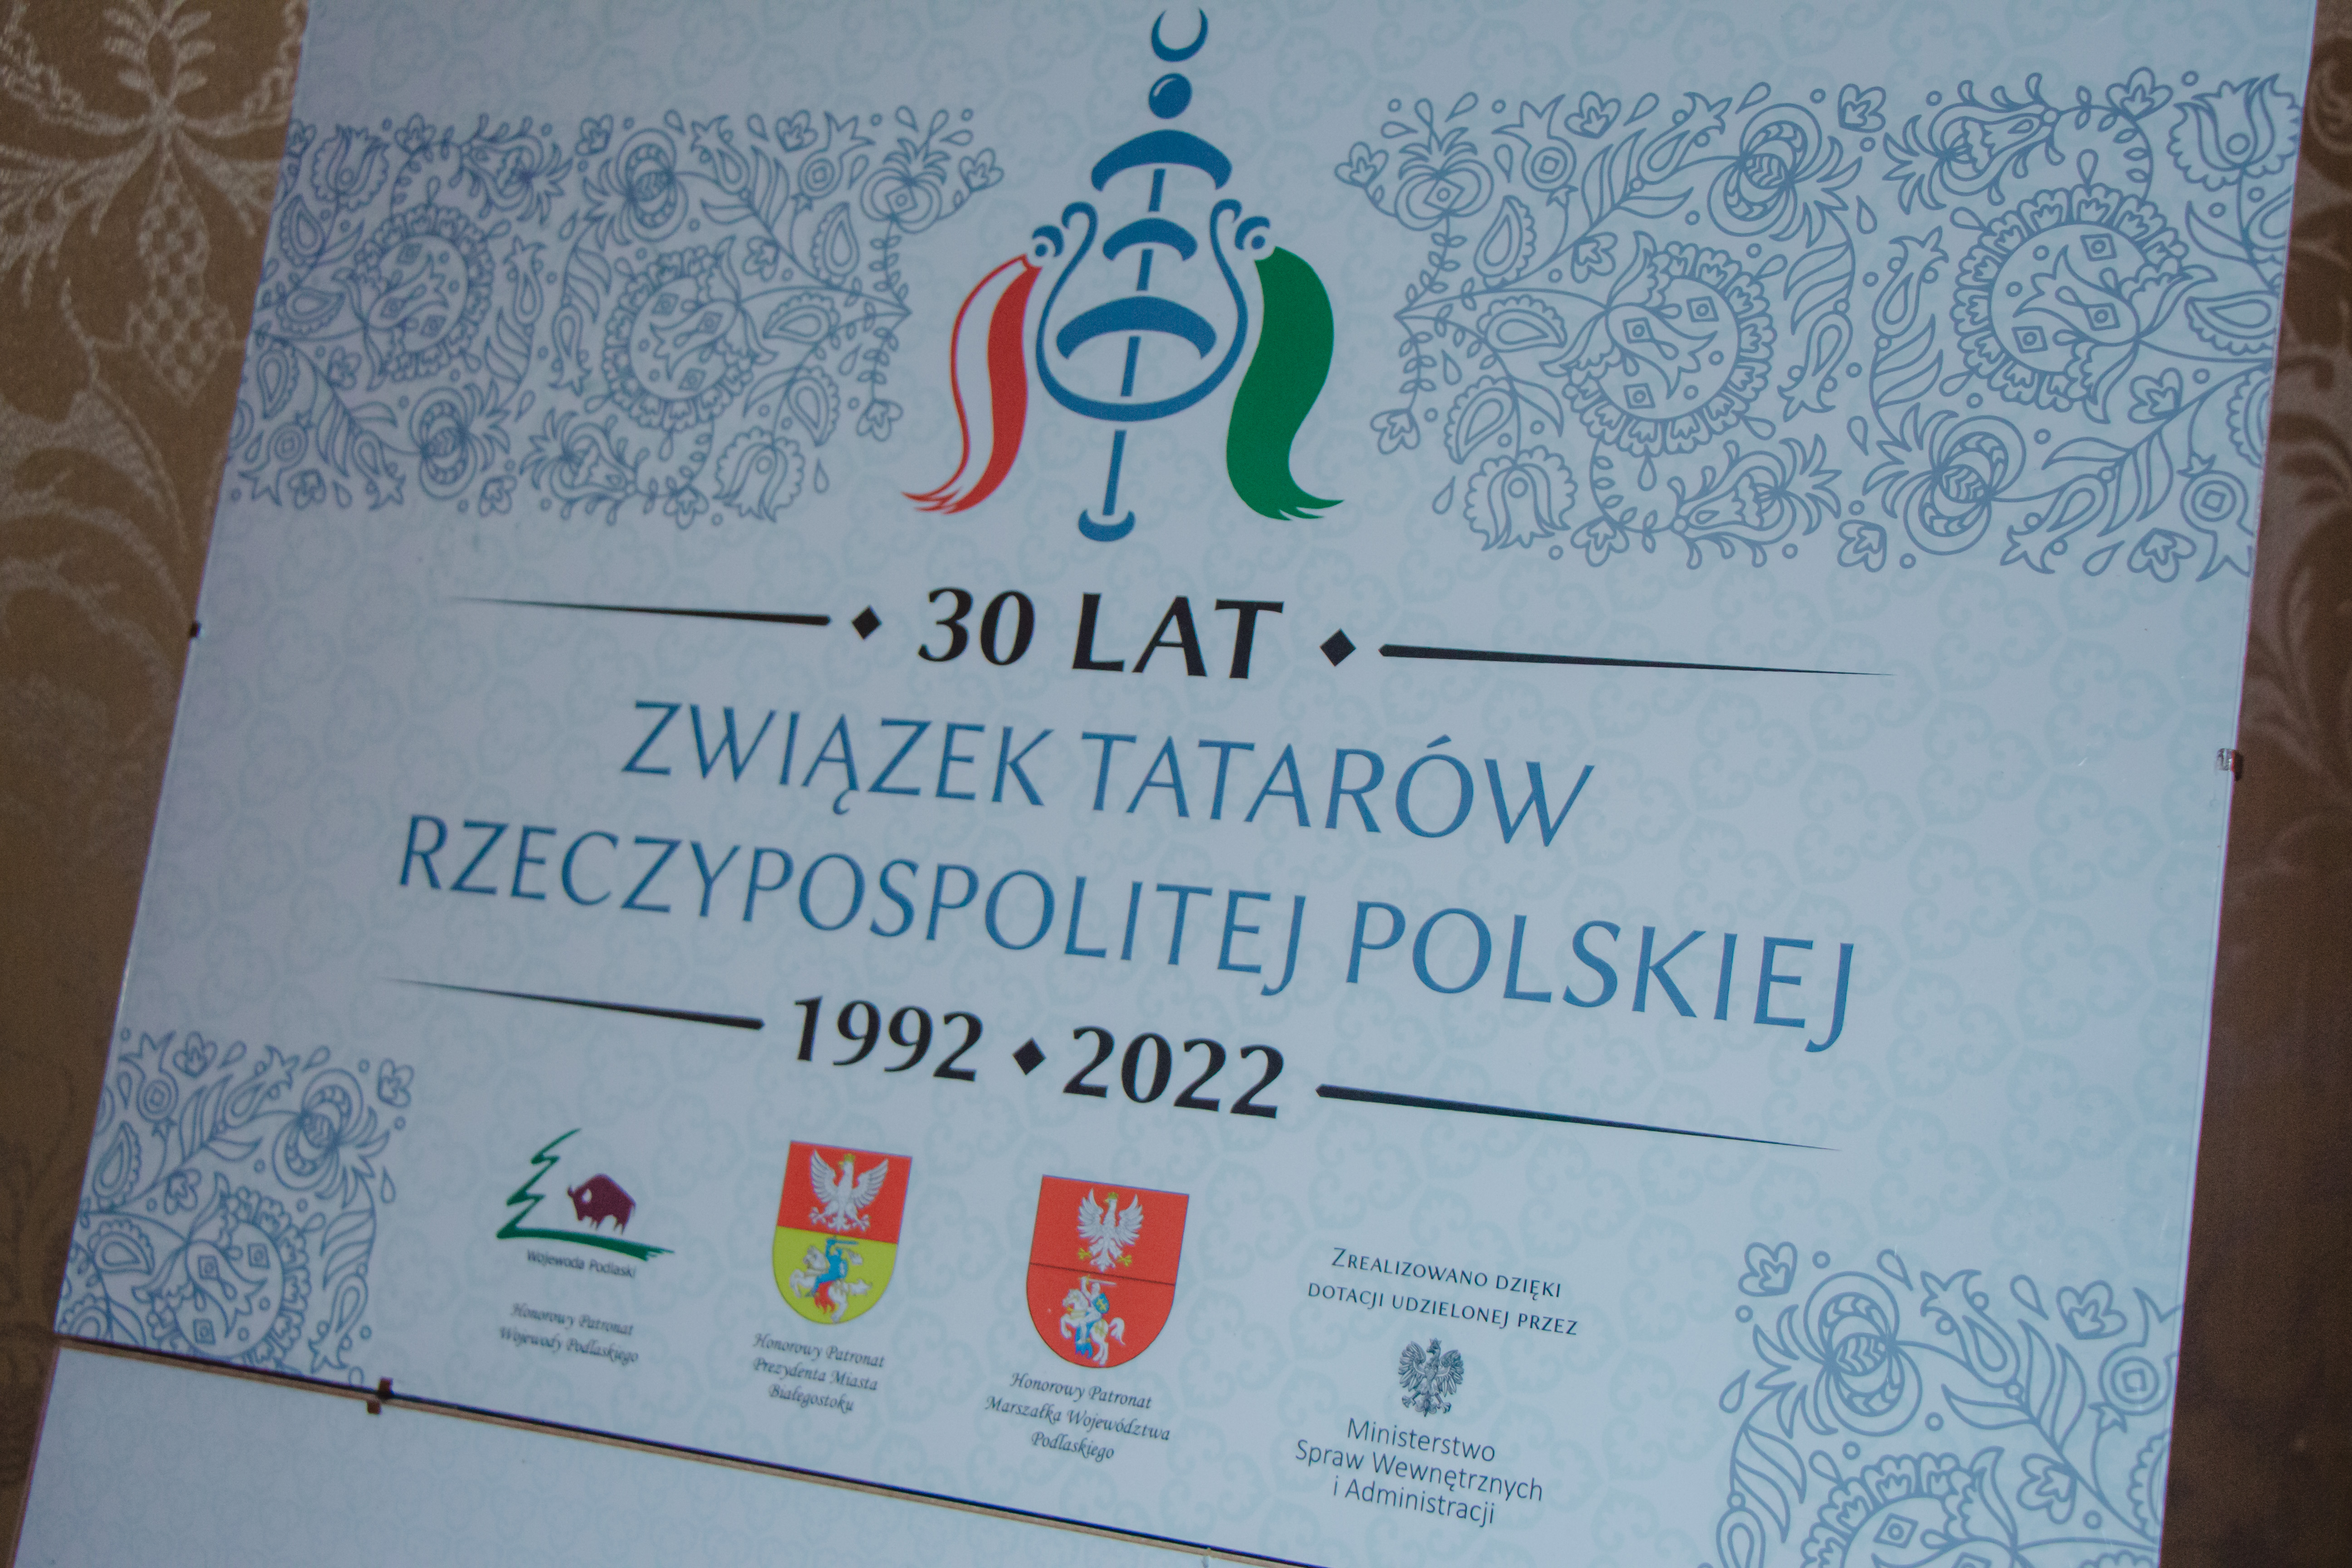 30 LAT
ZWIĄZEK TATARÓW
RZECZYPOSPOLITEJ POLSKIEJ
1992 ◆ 2022
Wojewoda Podlaski
Honorowy Patronat
Wojewody Podlaskiego
Honorowy Patronat
Prezydenta Miasta
Białegostoku
Honorowy Patronat
Marszałka Województwa
Podlaskiego
ZREALIZOWANO DZIĘKI
DOTACJI UDZIELONEJ PRZEZ
Ministerstwo
Spraw Wewnętrznych
i Administracji